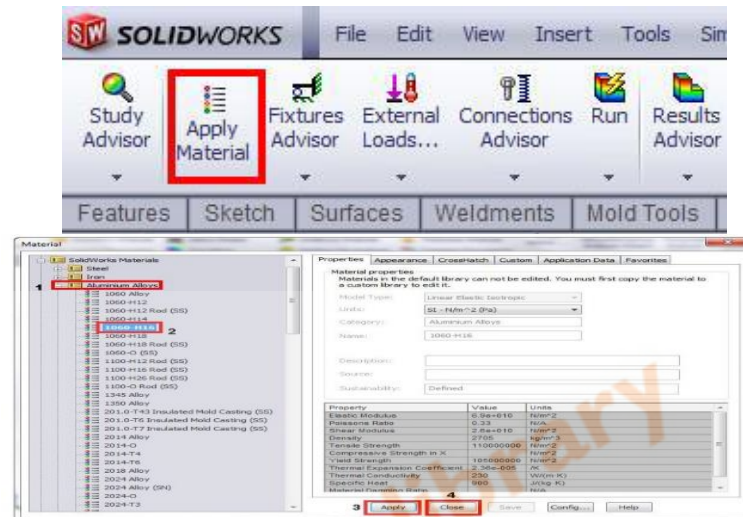 SW SOLIDWORKS File Edit View Insert Tools Sim
Study Advisor
Apply Material
Fixtures Advisor
External Loads...
Connections Advisor
Run
Results Advisor
Features Sketch Surfaces Weldments Mold Tools
Material
SolidWorks Materials
Steel
Iron
1 Aluminium Alloys
1060 Alloy
1060-H12
1060-H12 Rod (SS)
1060-H14
1060-H16 2
1060-H18
1060-H18 Rod (SS)
1060-O (SS)
1100-H12 Rod (SS)
1100-H16 Rod (SS)
1100-H26 Rod (SS)
1100-O Rod (SS)
1345 Alloy
1350 Alloy
201.0-T43 Insulated Mold Casting (SS)
201.0-T6 Insulated Mold Casting (SS)
201.0-T7 Insulated Mold Casting (SS)
2014 Alloy
2014-O
2014-T4
2014-T6
2018 Alloy
2024 Alloy
2024 Alloy (SN)
2024-O
2024-T3
Properties Appearance CrossHatch Custom Application Data Favorites
Material properties
Materials in the default library can not be edited. You must first copy the material to
a custom library to edit it.
Model Type: Linear Elastic Isotropic
Units: SI - N/m^2 (Pa)
Category: Aluminium Alloys
Name: 1060-H16
Description:
Source:
Sustainability: Defined
Property Value Units
Elastic Modulus 6.9e+010 N/m^2
Poissons Ratio 0.33 N/A
Shear Modulus 2.6e+010 N/m^2
Density 2705 kg/m^3
Tensile Strength 110000000 N/m^2
Compressive Strength in X N/m^2
Yield Strength 105000000 N/m^2
Thermal Expansion Coefficient 2.36e-005 /K
Thermal Conductivity 230 W/(m·K)
Specific Heat 900 J/(kg·K)
Material Damping Ratio N/A
4
3 Apply Close Save Config... Help